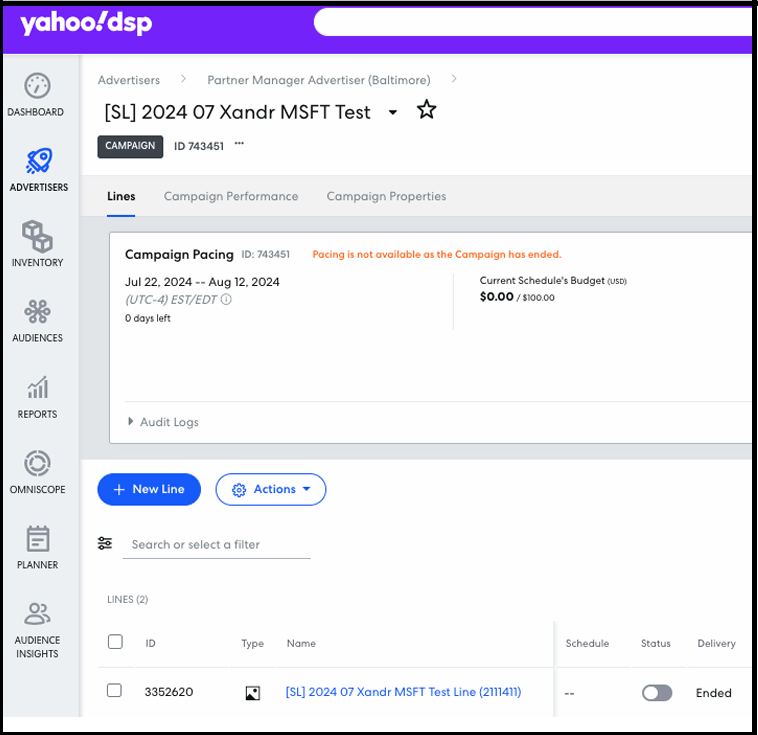 yahoo!dsp
DASHBOARD
ADVERTISERS
INVENTORY
AUDIENCES
REPORTS
OMNISCOPE
PLANNER
AUDIENCE
INSIGHTS
Advertisers > Partner Manager Advertiser (Baltimore) >
[SL] 2024 07 Xandr MSFT Test
CAMPAIGN ID 743451 ...
Lines Campaign Performance Campaign Properties
Campaign Pacing ID: 743451 Pacing is not available as the Campaign has ended.
Jul 22, 2024 -- Aug 12, 2024
(UTC-4) EST/EDT
0 days left
Current Schedule's Budget (USD)
$0.00 / $100.00
Audit Logs
+ New Line
Actions
Search or select a filter
LINES (2)
ID Type Name Schedule Status Delivery
3352620 [SL] 2024 07 Xandr MSFT Test Line (2111411) -- Ended